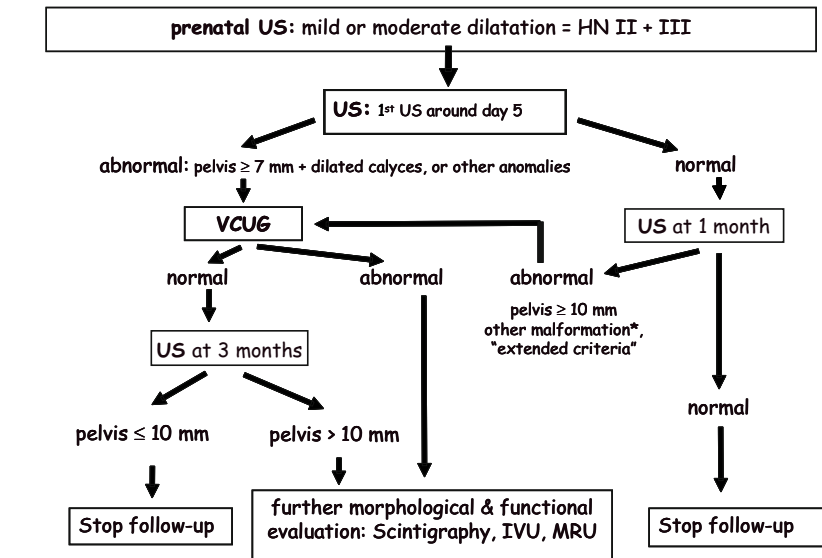 prenatal US: mild or moderate dilatation = HN II + III
US: 1st US around day 5
abnormal: pelvis ≥ 7 mm + dilated calyces, or other anomalies
normal
VCUG
US at 1 month
normal
abnormal
abnormal
pelvis ≥ 10 mm
other malformation*,
"extended criteria"
US at 3 months
normal
pelvis ≤ 10 mm
pelvis > 10 mm
Stop follow-up
further morphological & functional
evaluation: Scintigraphy, IVU, MRU
Stop follow-up